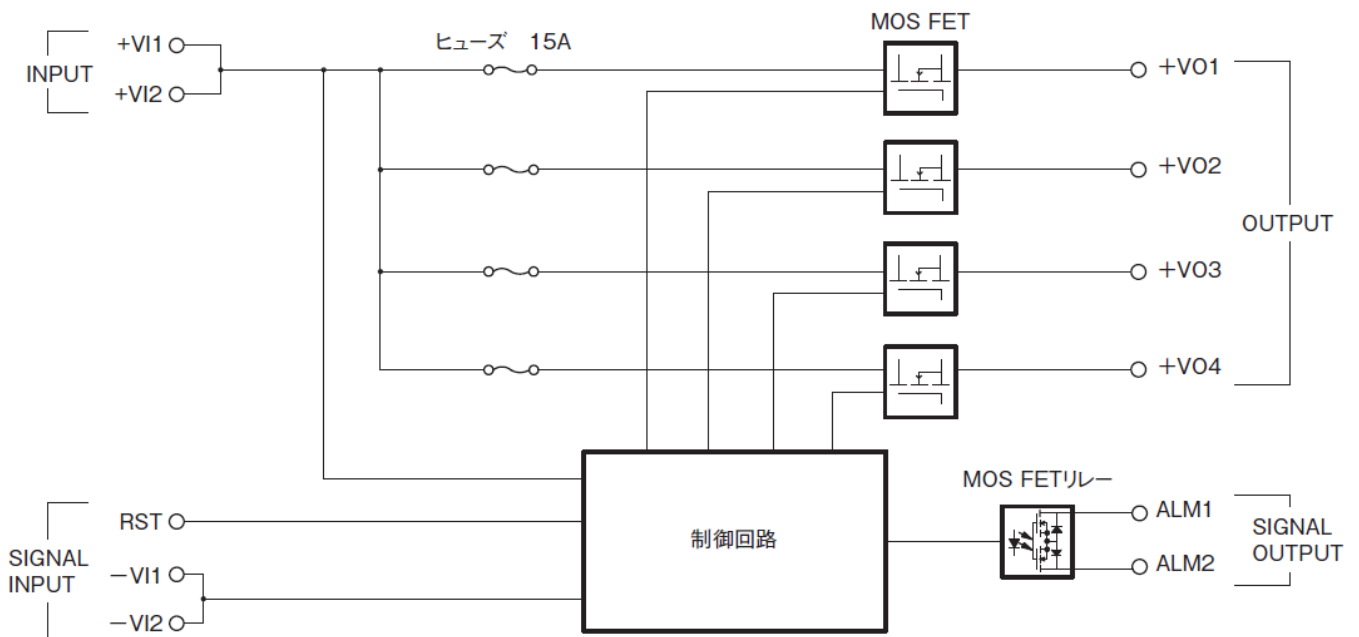 MOS FET
+VI1
ヒューズ 15A
INPUT
+VI2
+VO1
+VO2
OUTPUT
+VO3
+VO4
MOS FETリレー
RST
制御回路
ALM1
SIGNAL
INPUT
SIGNAL
OUTPUT
−VI1
ALM2
−VI2